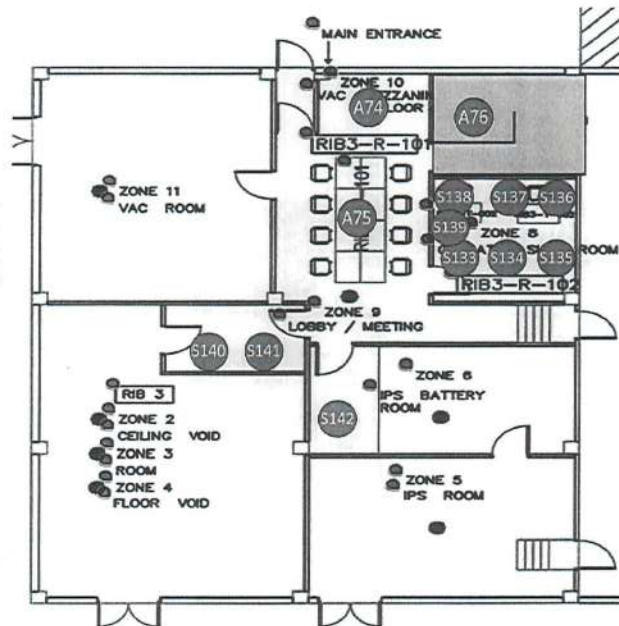 MAIN ENTRANCE
ZONE 10
VAC
FLOOR
A74
A76
RIB3-R-101
ZONE 11
VAC ROOM
101
A75
S138
S137
S136
S139
ZONE 8
ROOM
S133
S134
S135
RIB3-R-102
ZONE 9
LOBBY / MEETING
S140
S141
ZONE 6
IPS BATTERY
ROOM
S142
RIB 3
ZONE 2
CEILING VOID
ZONE 3
ROOM
ZONE 4
FLOOR VOID
ZONE 5
IPS ROOM